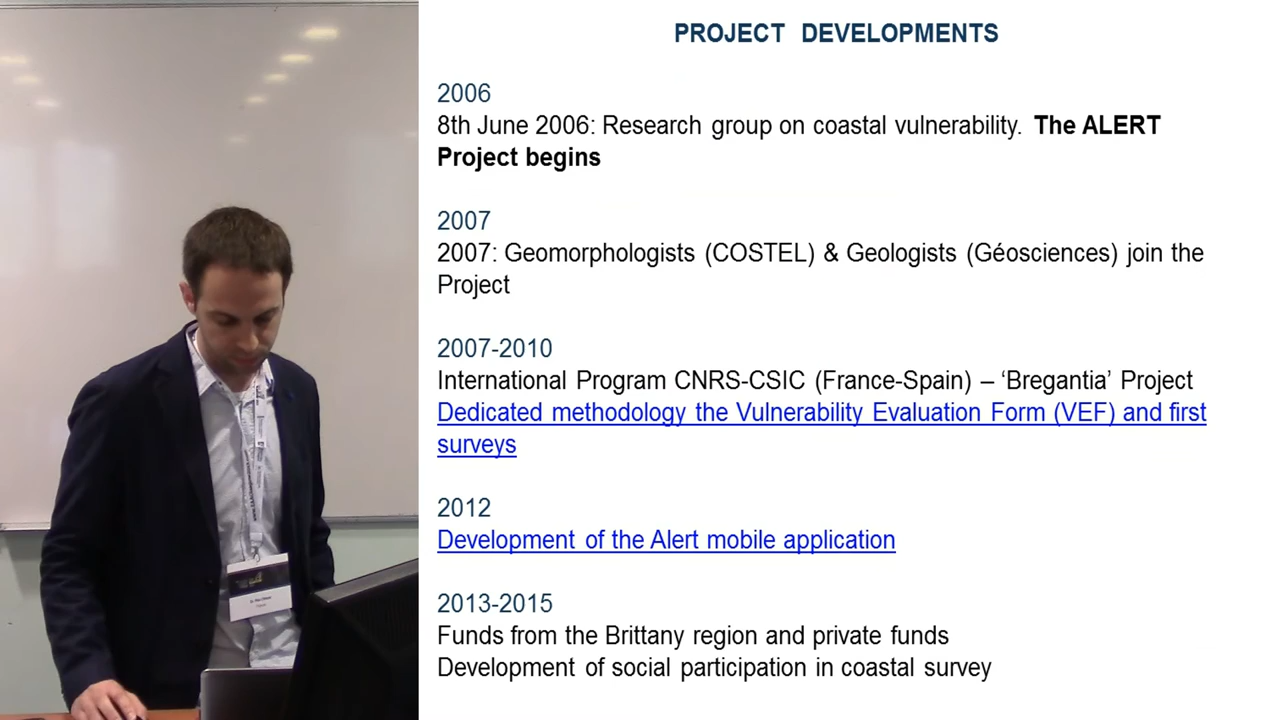 PROJECT DEVELOPMENTS
2006
8th June 2006: Research group on coastal vulnerability. The ALERT
Project begins
2007
2007: Geomorphologists (COSTEL) & Geologists (Géosciences) join the
Project
2007-2010
International Program CNRS-CSIC (France-Spain) – ‘Bregantia’ Project
Dedicated methodology the Vulnerability Evaluation Form (VEF) and first
surveys
2012
Development of the Alert mobile application
2013-2015
Funds from the Brittany region and private funds
Development of social participation in coastal survey